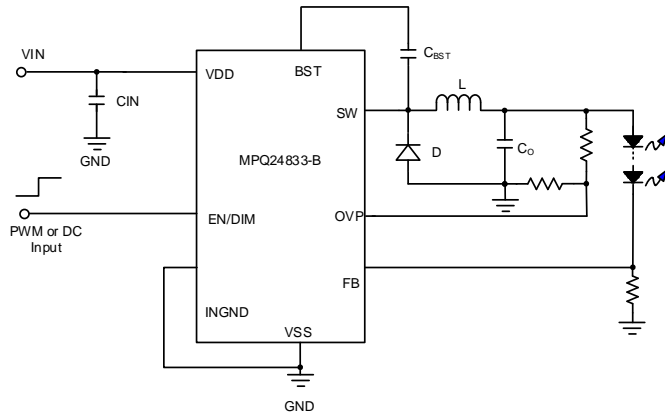 VIN
CIN
GND
PWM or DC
Input
VDD
BST
SW
MPQ24833-B
EN/DIM
OVP
FB
INGND
VSS
GND
CBST
L
D
CO